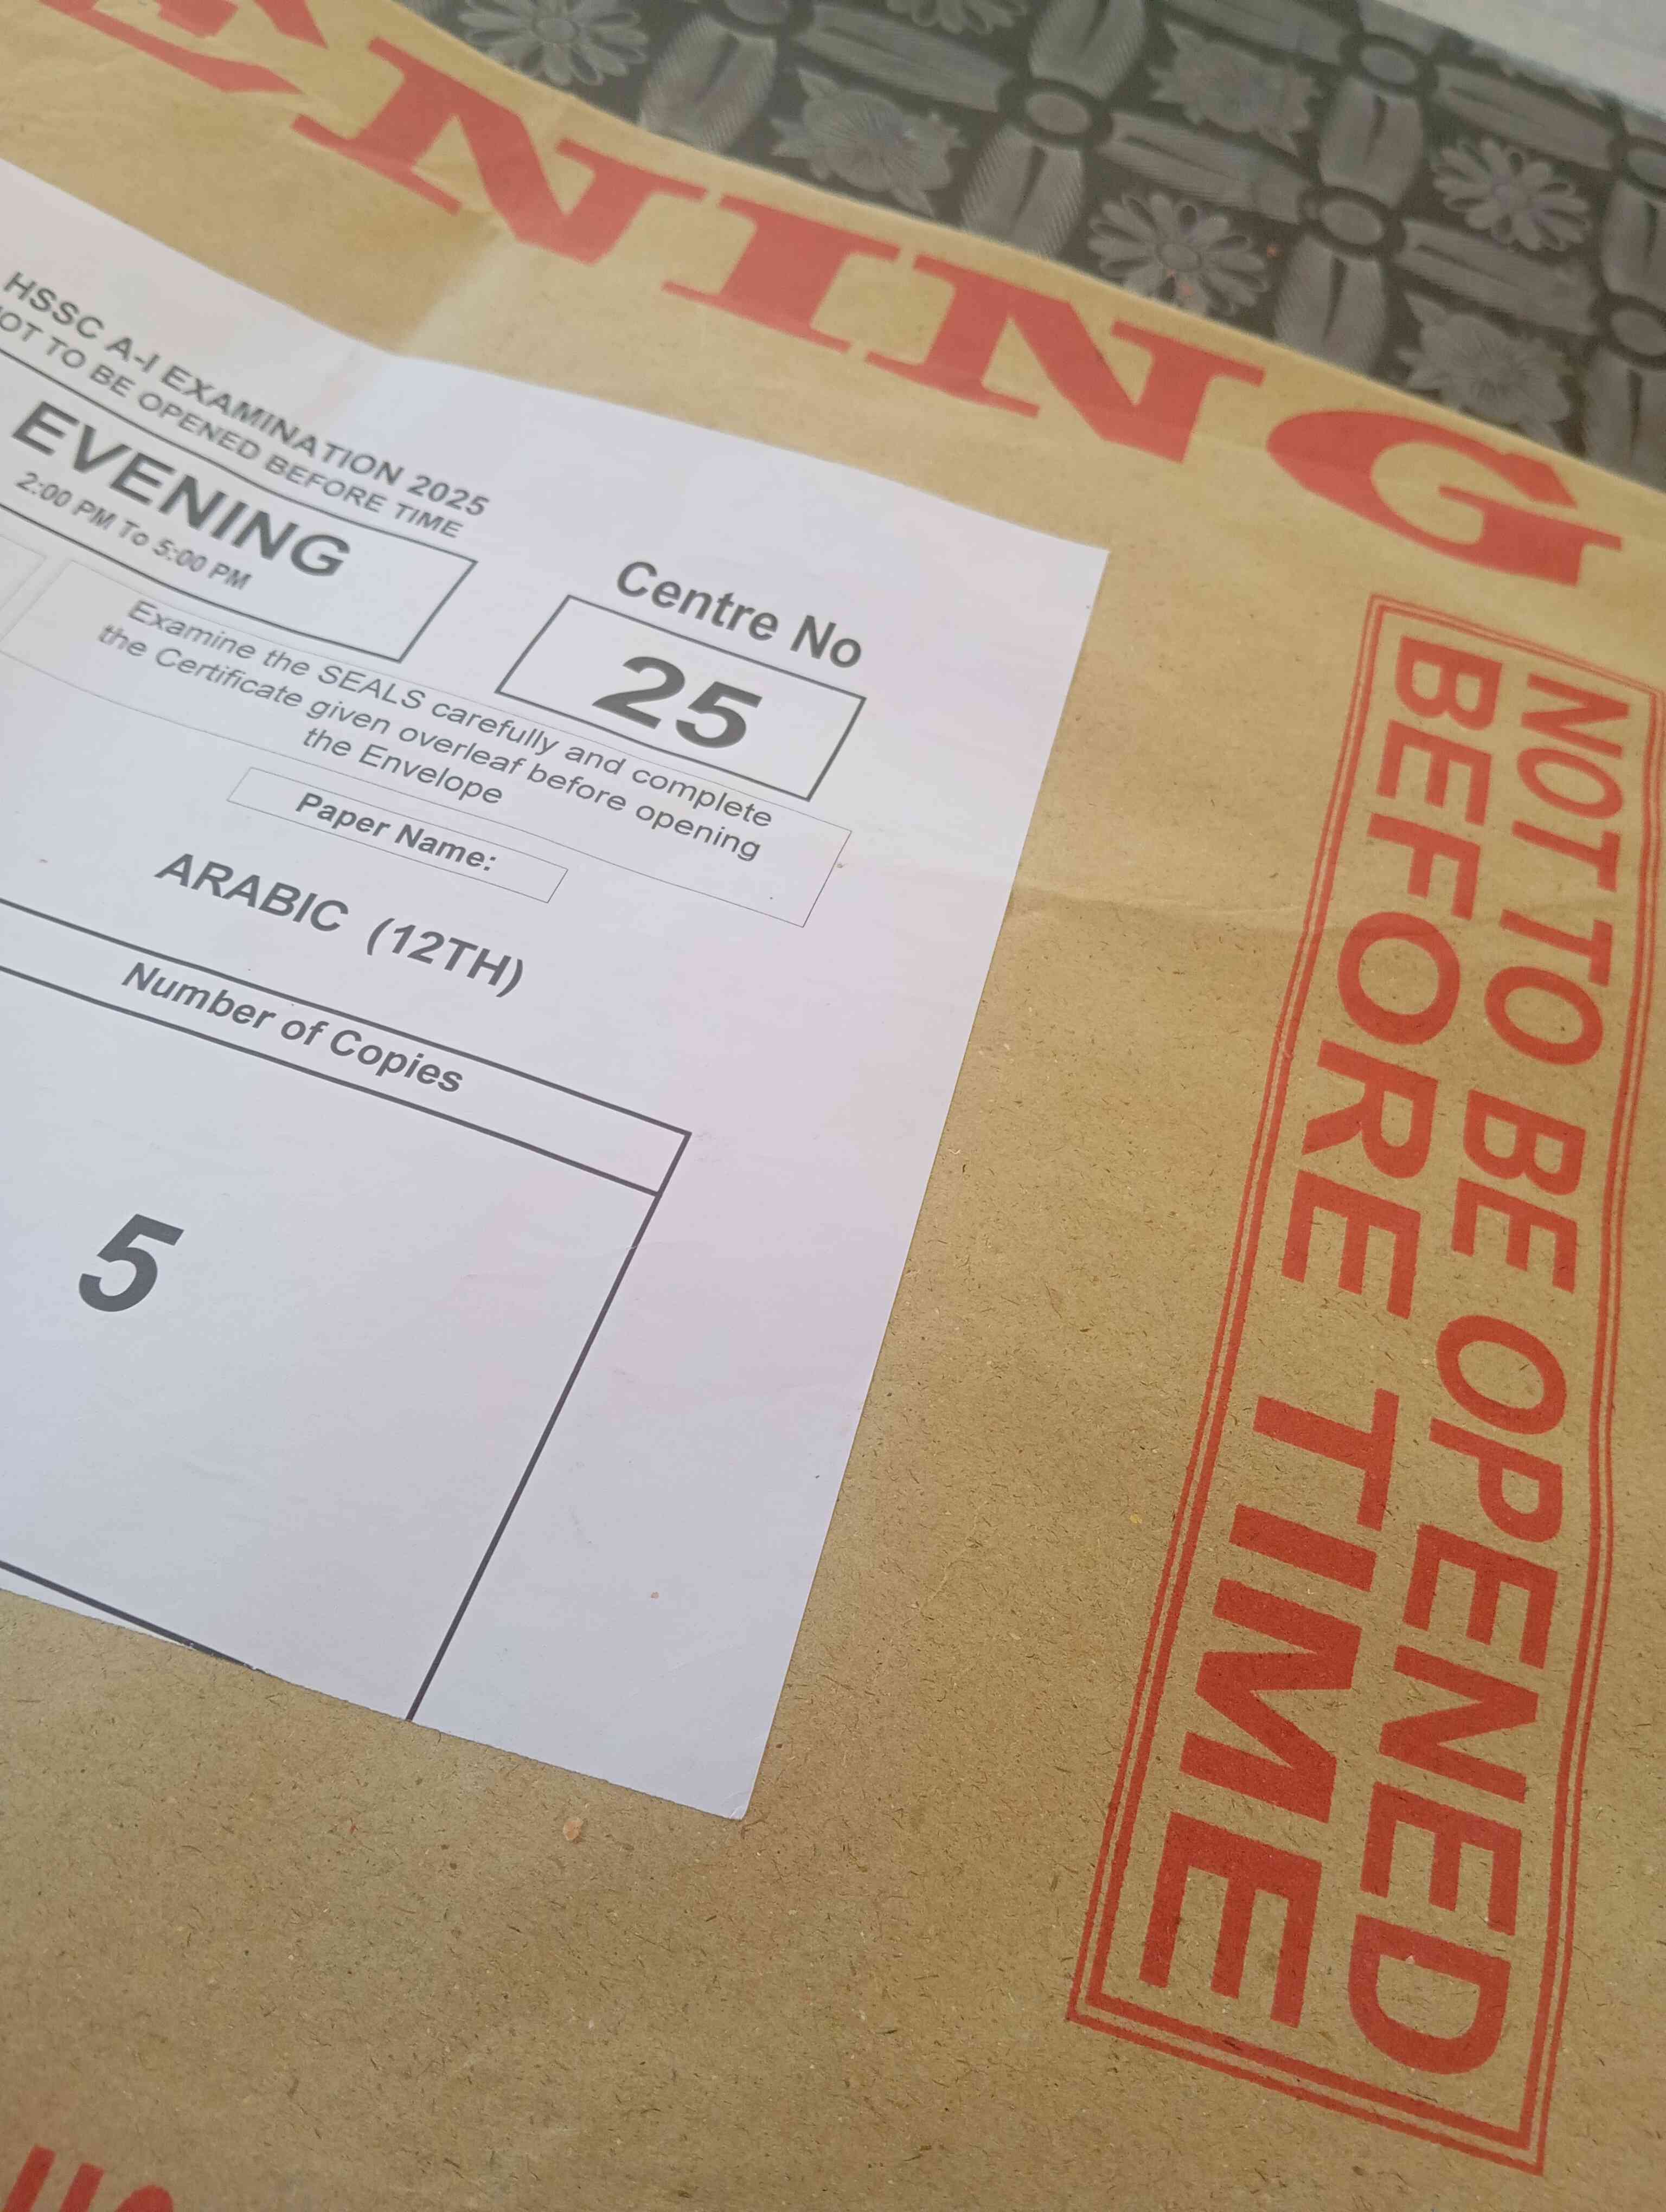 ENING
HSSC A-I EXAMINATION 2025
OT TO BE OPENED BEFORE TIME
EVENING
2:00 PM To 5:00 PM
Centre No
25
Examine the SEALS carefully and complete
the Certificate given overleaf before opening
the Envelope
Paper Name:
ARABIC (12TH)
Number of Copies
5
NOT TO BE OPENED
BEFORE TIME